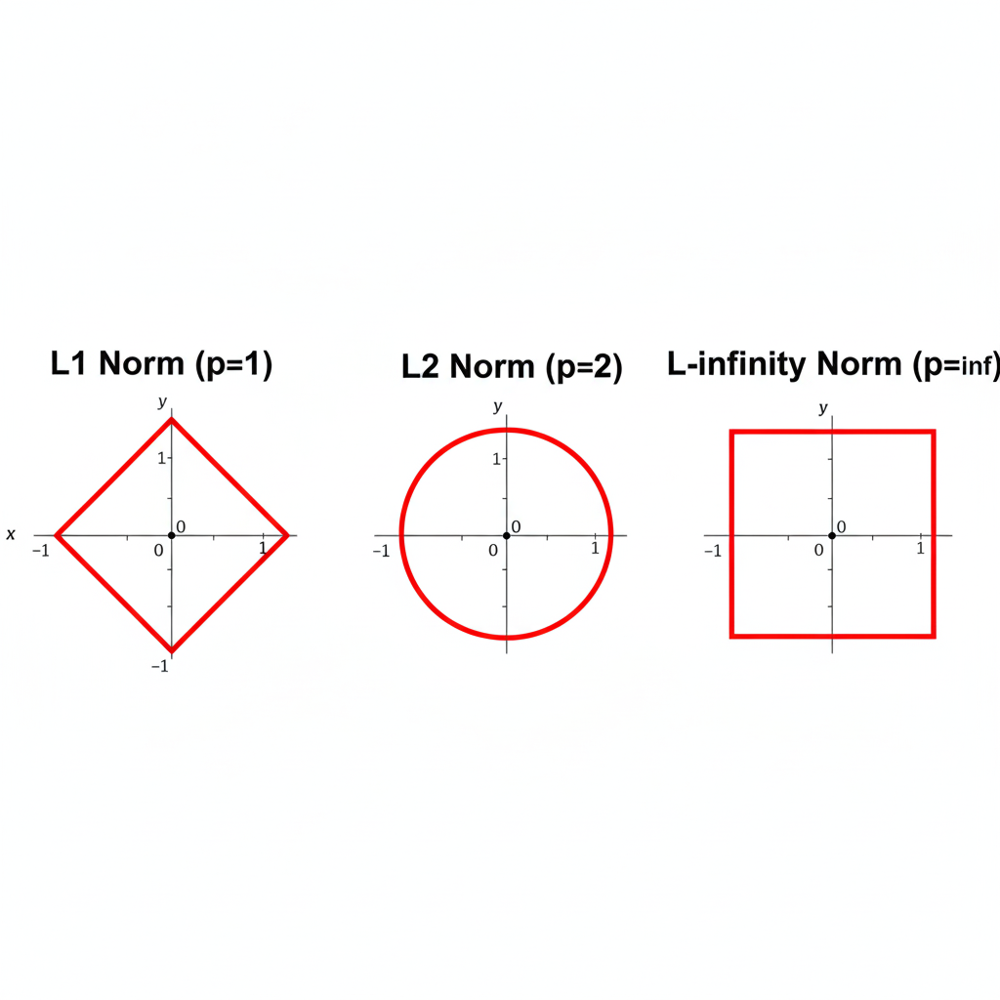 L1 Norm (p=1)
y
1
x
0
−1
0
1
−1
L2 Norm (p=2)
y
1
0
−1
0
1
L-infinity Norm (p=inf)
y
0
−1
0
1